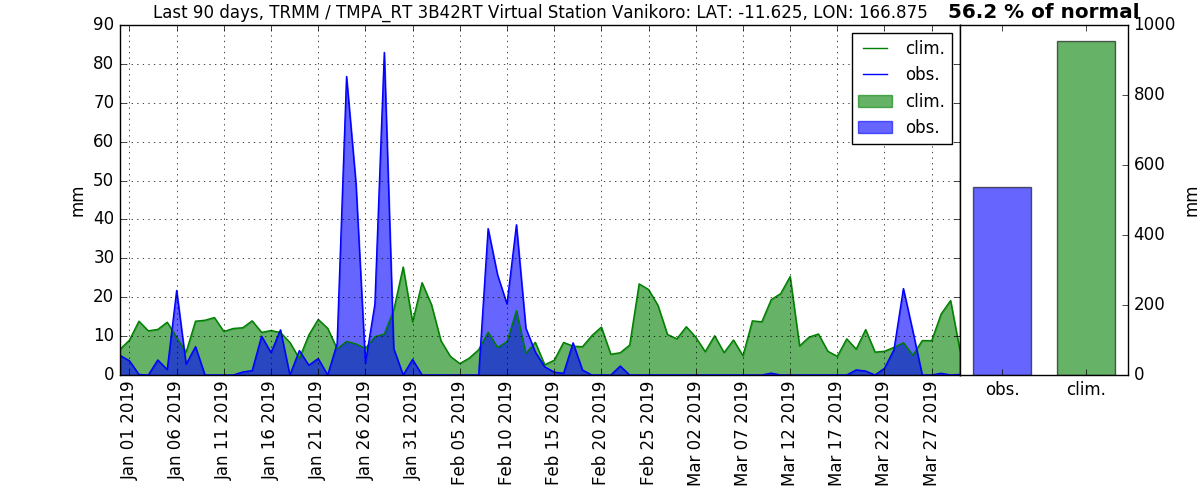 Last 90 days, TRMM / TMPA_RT 3B42RT Virtual Station Vanikoro: LAT: -11.625, LON: 166.875
56.2 % of normal
90
80
70
60
50
40
30
20
10
0
mm
clim.
obs.
clim.
obs.
Jan 01 2019
Jan 06 2019
Jan 11 2019
Jan 16 2019
Jan 21 2019
Jan 26 2019
Jan 31 2019
Feb 05 2019
Feb 10 2019
Feb 15 2019
Feb 20 2019
Feb 25 2019
Mar 02 2019
Mar 07 2019
Mar 12 2019
Mar 17 2019
Mar 22 2019
Mar 27 2019
1000
800
600
400
200
0
mm
obs.
clim.